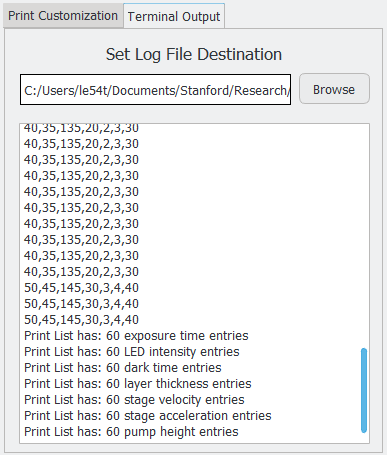 Print Customization
Terminal Output
Set Log File Destination
C:/Users/le54t/Documents/Stanford/Research/
Browse
40,35,135,20,2,3,30
40,35,135,20,2,3,30
40,35,135,20,2,3,30
40,35,135,20,2,3,30
40,35,135,20,2,3,30
40,35,135,20,2,3,30
40,35,135,20,2,3,30
40,35,135,20,2,3,30
40,35,135,20,2,3,30
40,35,135,20,2,3,30
50,45,145,30,3,4,40
50,45,145,30,3,4,40
50,45,145,30,3,4,40
Print List has: 60 exposure time entries
Print List has: 60 LED intensity entries
Print List has: 60 dark time entries
Print List has: 60 layer thickness entries
Print List has: 60 stage velocity entries
Print List has: 60 stage acceleration entries
Print List has: 60 pump height entries